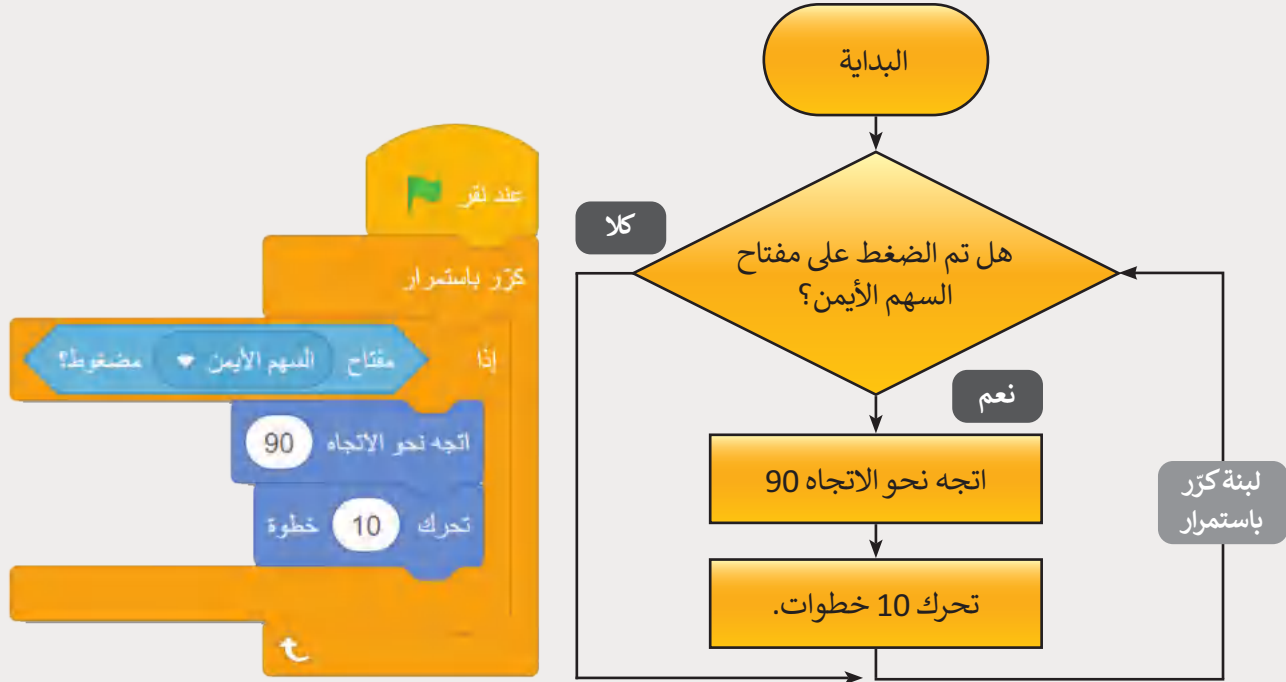 البداية
كلا
هل تم الضغط على مفتاح
السهم الأيمن؟
نعم
اتجه نحو الاتجاه 90
تحرك 10 خطوات.
لبنة كرّر
باستمرار
عند نقر
كرّر باستمرار
إذا مفتاح السهم الأيمن مضغوط؟
اتجه نحو الاتجاه 90
تحرك 10 خطوة